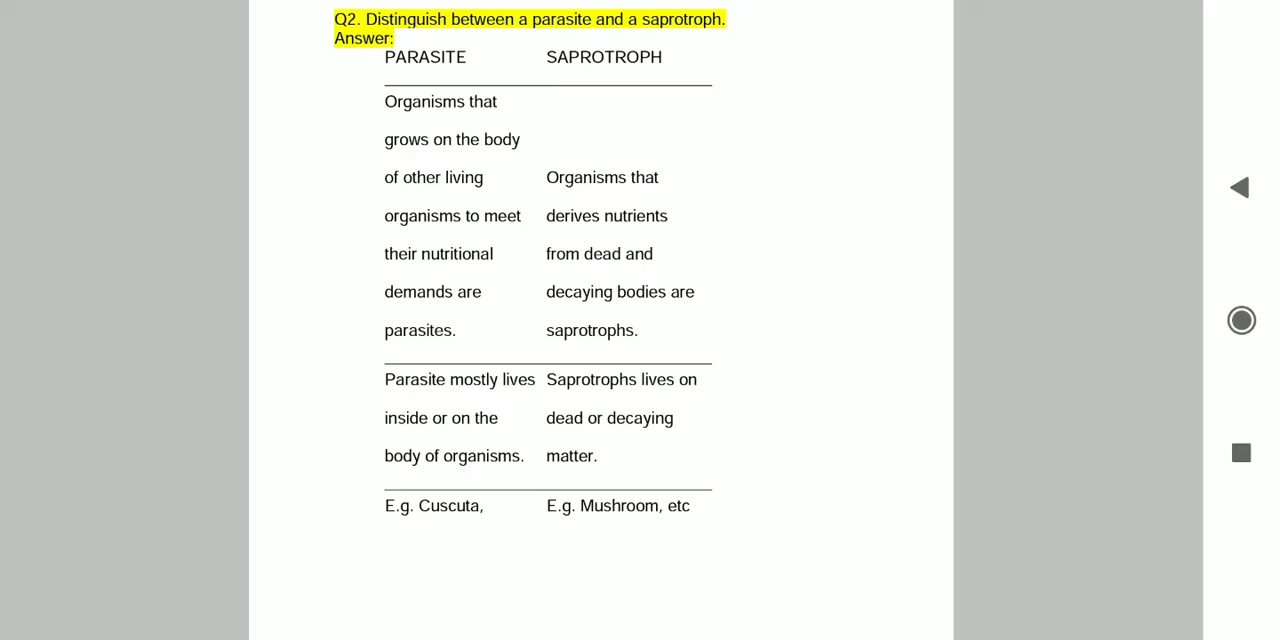 Q2. Distinguish between a parasite and a saprotroph.
Answer:
PARASITE SAPROTROPH
Organisms that
grows on the body
of other living
organisms to meet
their nutritional
demands are
parasites.
Organisms that
derives nutrients
from dead and
decaying bodies are
saprotrophs.
Parasite mostly lives
inside or on the
body of organisms.
Saprotrophs lives on
dead or decaying
matter.
E.g. Cuscuta,
E.g. Mushroom, etc